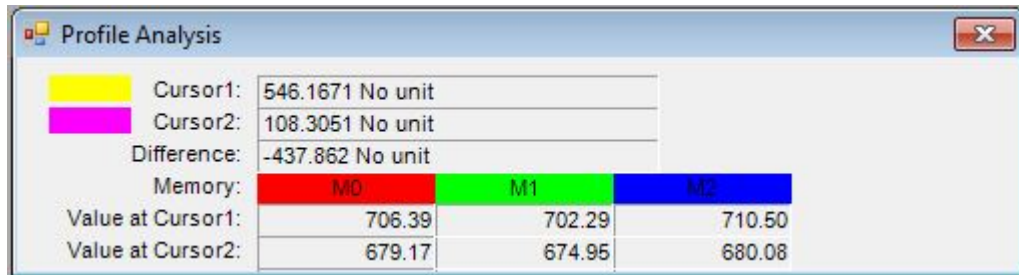 Profile Analysis
Cursor1: 546.1671 No unit
Cursor2: 108.3051 No unit
Difference: -437.862 No unit
Memory: M0 M1 M2
Value at Cursor1: 706.39 702.29 710.50
Value at Cursor2: 679.17 674.95 680.08